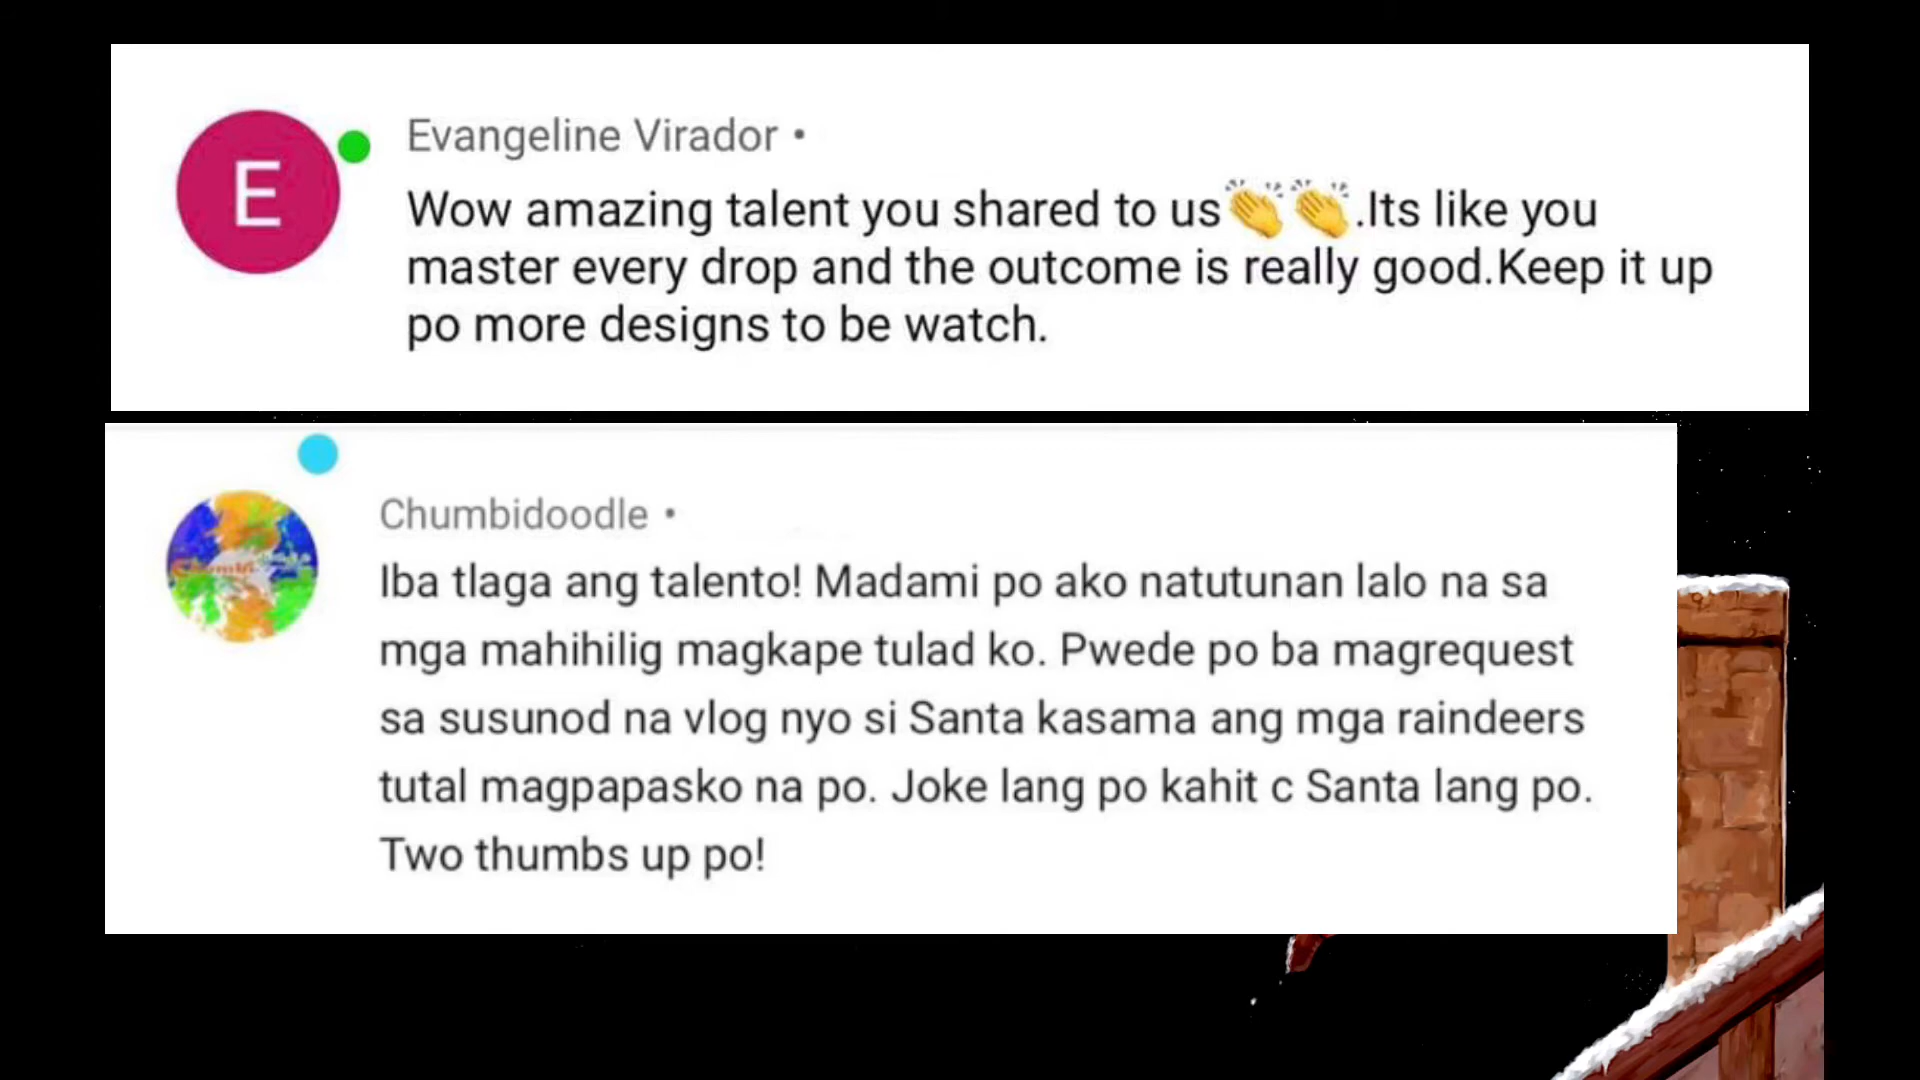 E
Evangeline Virador •
Wow amazing talent you shared to us👏👏.Its like you
master every drop and the outcome is really good.Keep it up
po more designs to be watch.
Chumbidoodle •
Iba tlaga ang talento! Madami po ako natutunan lalo na sa
mga mahihilig magkape tulad ko. Pwede po ba magrequest
sa susunod na vlog nyo si Santa kasama ang mga raindeers
tutal magpapasko na po. Joke lang po kahit c Santa lang po.
Two thumbs up po!